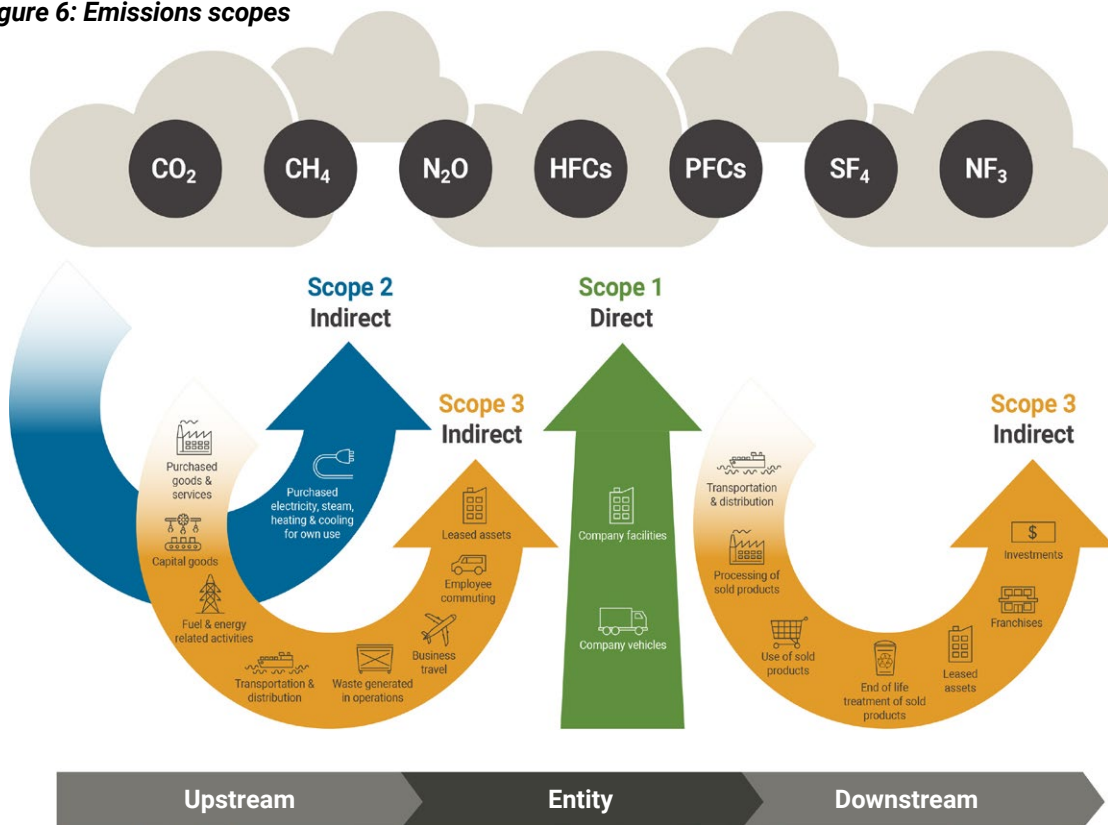 gure 6: Emissions scopes
CO₂
CH₄
N₂O
HFCs
PFCs
SF₄
NF₃
Scope 2
Indirect
Scope 1
Direct
Scope 3
Indirect
Scope 3
Indirect
Purchased
goods &
services
Capital goods
Fuel & energy
related activities
Transportation &
distribution
Waste generated
in operations
Business
travel
Employee
commuting
Leased assets
Purchased
electricity, steam,
heating & cooling
for own use
Company facilities
Company vehicles
Transportation
& distribution
Processing of
sold products
Use of sold
products
End of life
treatment of sold
products
Leased
assets
Franchises
$
Investments
Upstream
Entity
Downstream